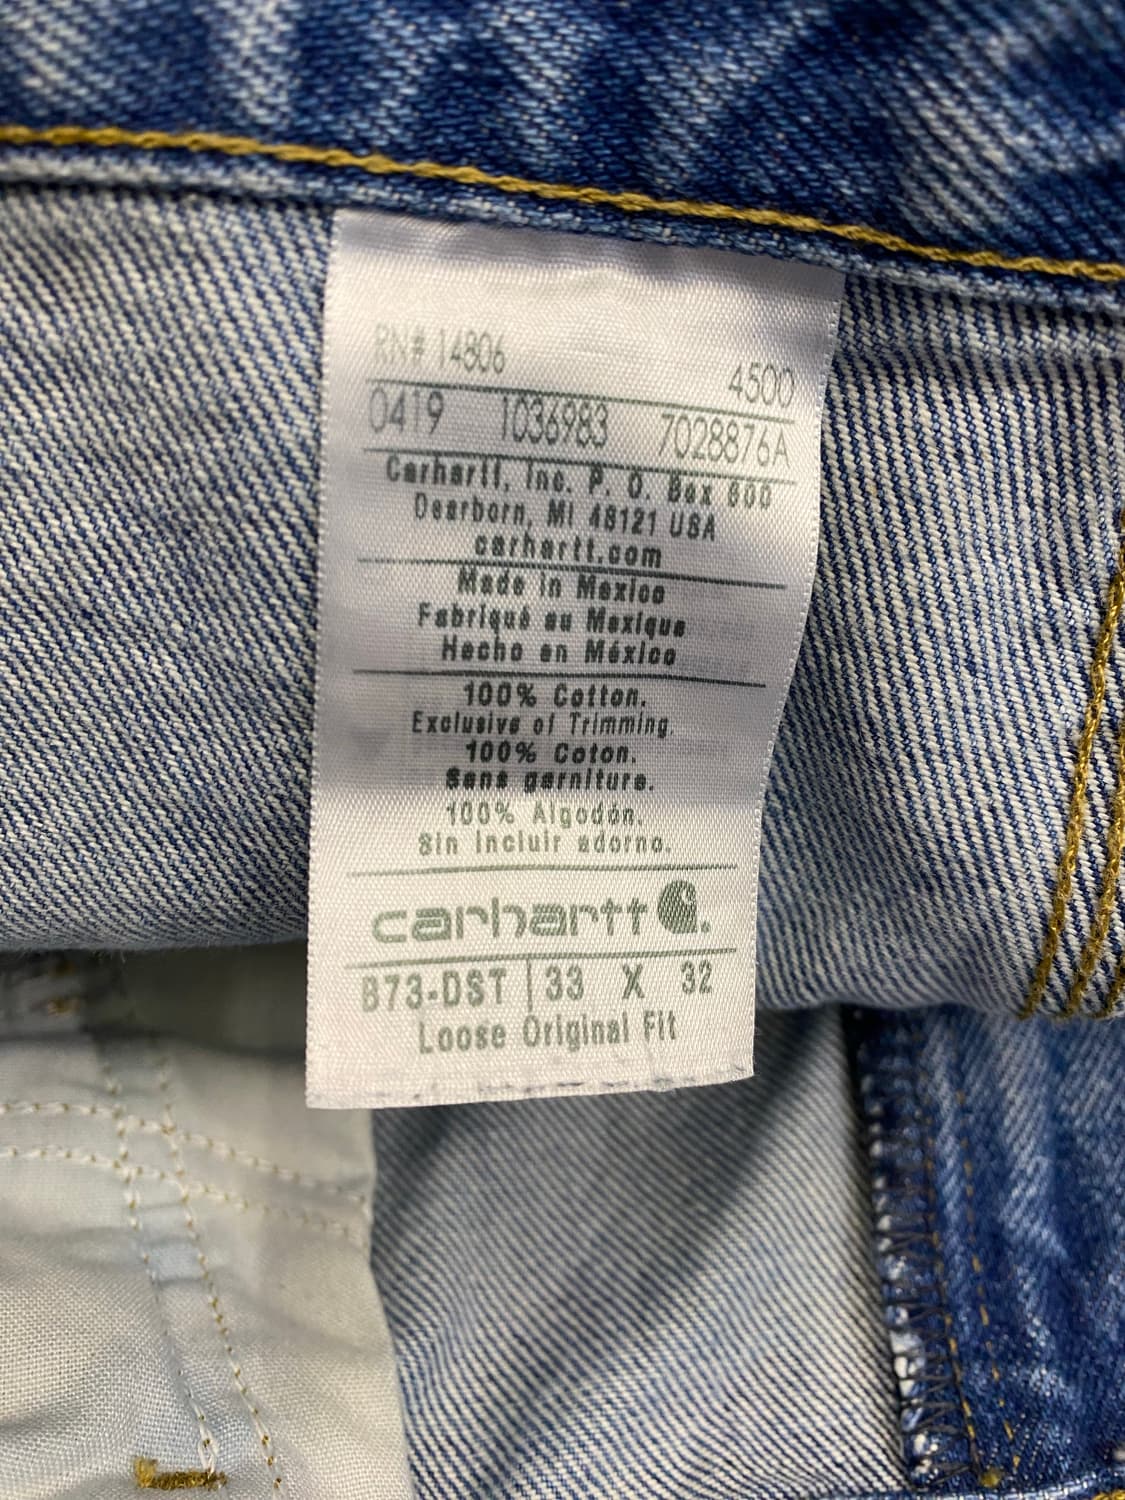 RN# 14806
4500
0419 1036983 7028876A
Carhartt, Inc. P. O. Box 600
Dearborn, MI 48121 USA
carhartt.com
Made in Mexico
Fabriqué au Mexique
Hecho en México
100% Cotton.
Exclusive of Trimming.
100% Coton.
Sans garniture.
100% Algodón.
Sin incluir adorno.
carhartt
B73-DST | 33 X 32
Loose Original Fit